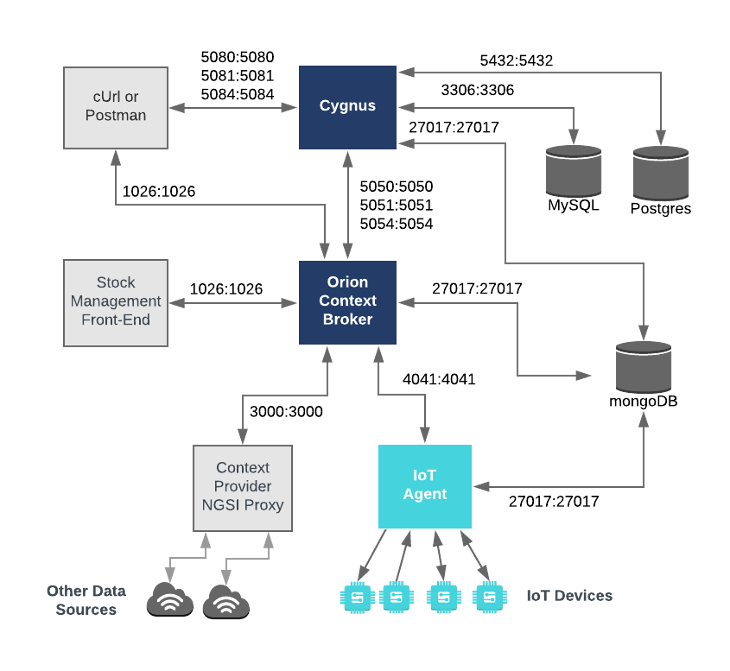 5080:5080
5081:5081
5084:5084
5432:5432
3306:3306
27017:27017
cUrl or
Postman
Cygnus
MySQL
Postgres
1026:1026
5050:5050
5051:5051
5054:5054
Stock
Management
Front-End
1026:1026
Orion
Context
Broker
27017:27017
mongoDB
4041:4041
3000:3000
Context
Provider
NGSI Proxy
IoT
Agent
27017:27017
Other Data
Sources
IoT Devices